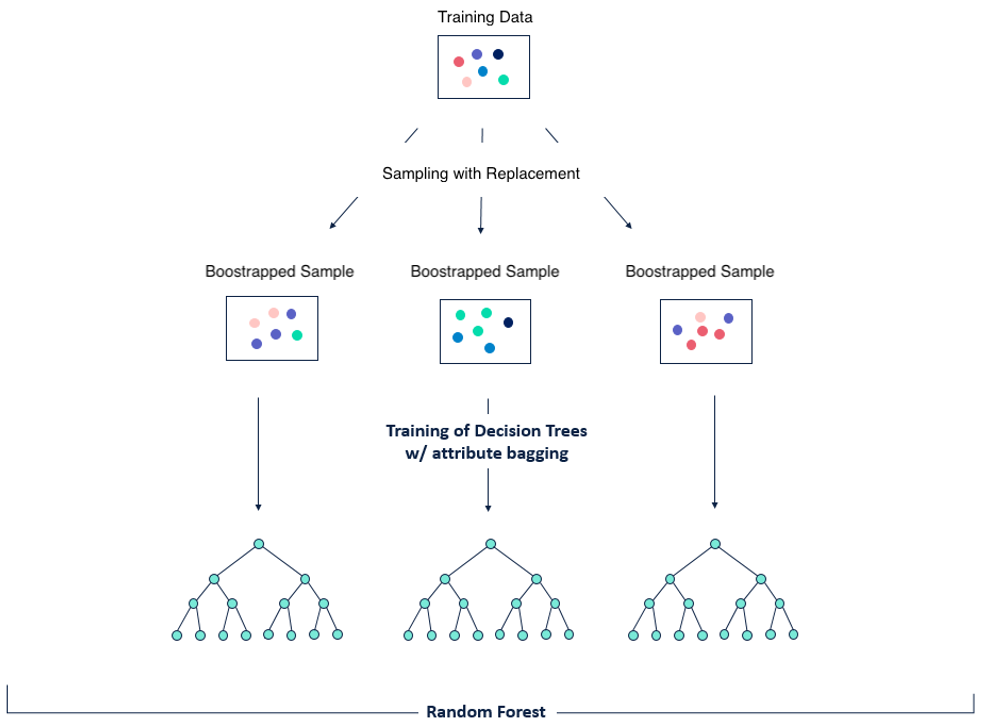 Training Data
Sampling with Replacement
Boostrapped Sample
Boostrapped Sample
Boostrapped Sample
Training of Decision Trees
w/ attribute bagging
Random Forest